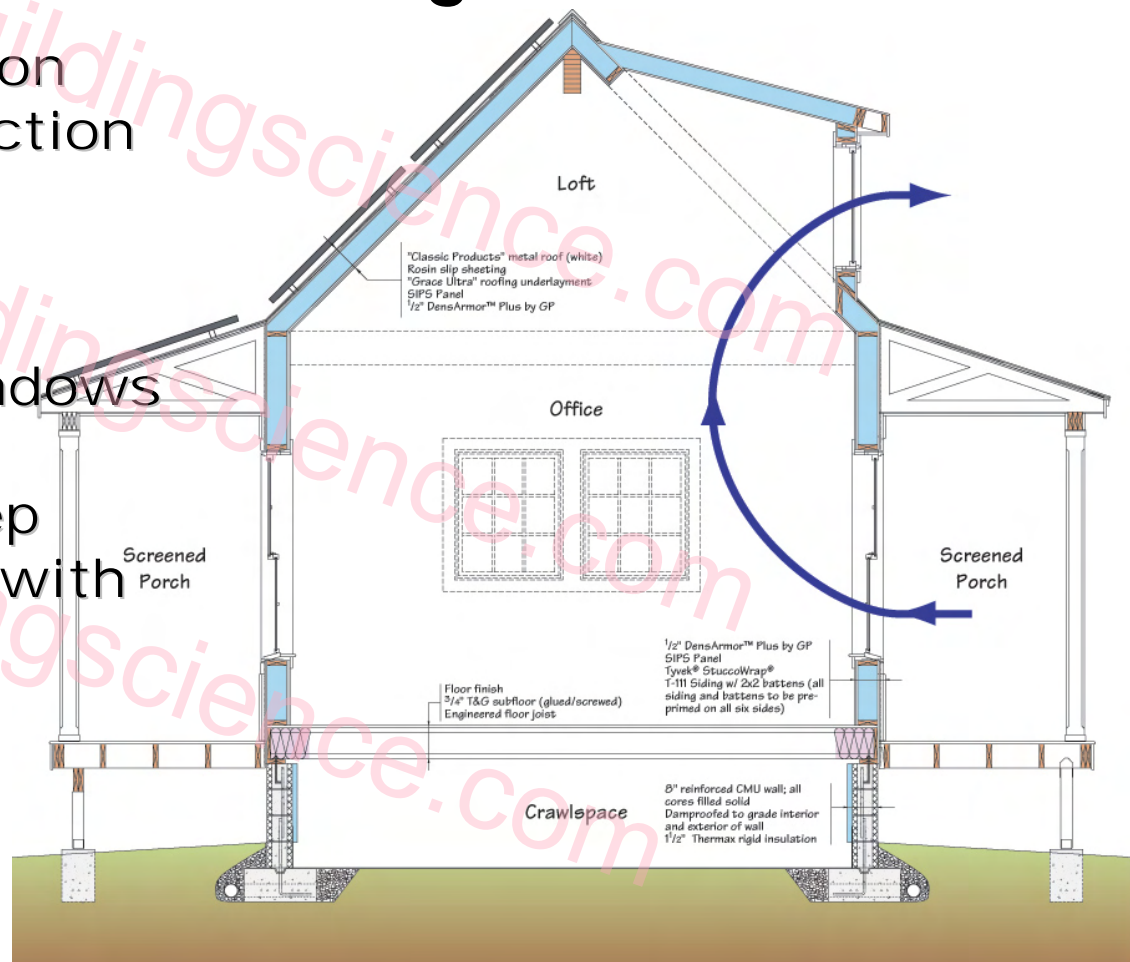 on
ction
Loft
"Classic Products" metal roof (white)
Rosin slip sheeting
"Grace Ultra" roofing underlayment
SIPS Panel
1/2" DensArmor™ Plus by GP
Office
ep
with
Screened
Porch
Screened
Porch
1/2" DensArmor™ Plus by GP
SIPS Panel
Tyvek® StuccoWrap®
T-111 Siding w/ 2x2 battens (all
siding and battens to be pre-
primed on all six sides)
Floor finish
3/4" T&G subfloor (glued/screwed)
Engineered floor joist
Crawlspace
8" reinforced CMU wall; all
cores filled solid
Damproofed to grade interior
and exterior of wall
1 1/2" Thermax rigid insulation
ildingscience.com
dingscience.com
ngscience.com